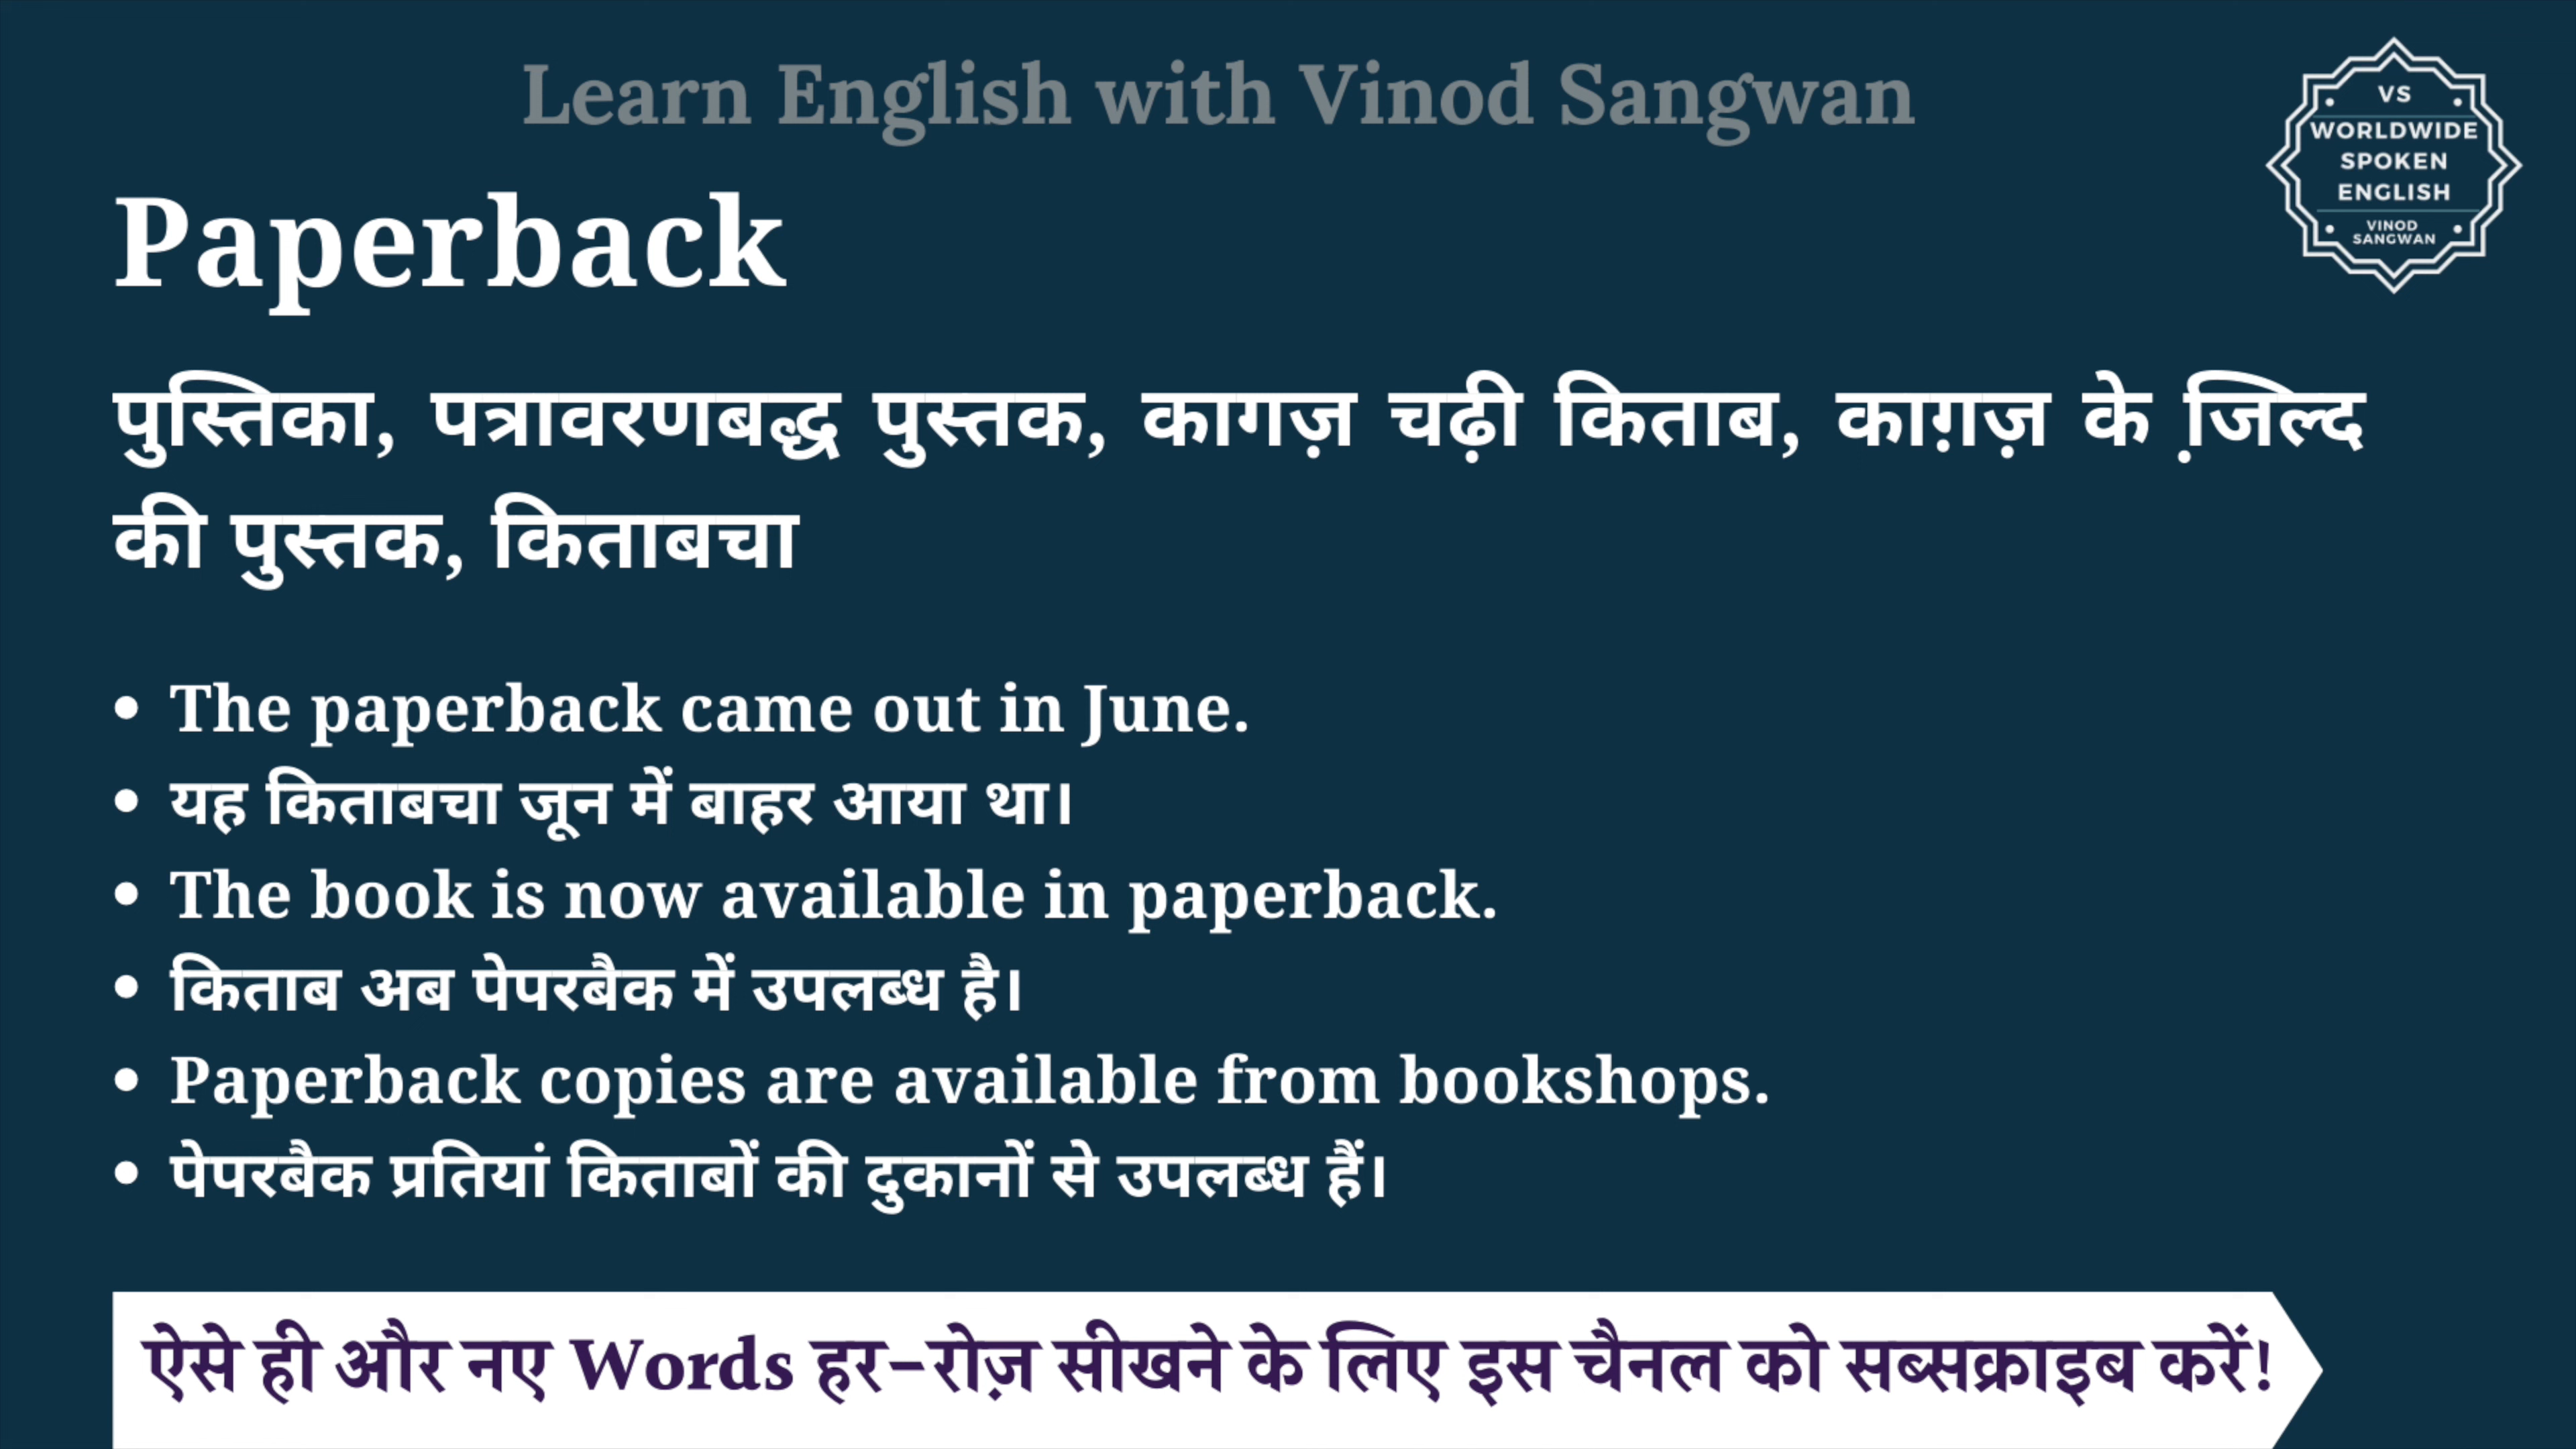 Learn English with Vinod Sangwan
VS
WORLDWIDE
SPOKEN
ENGLISH
VINOD
SANGWAN
Paperback
पुस्तिका, पत्रावरणबद्ध पुस्तक, कागज़ चढ़ी किताब, काग़ज़ के जि़ल्द
की पुस्तक, किताबचा
• The paperback came out in June.
• यह किताबचा जून में बाहर आया था।
• The book is now available in paperback.
• किताब अब पेपरबैक में उपलब्ध है।
• Paperback copies are available from bookshops.
• पेपरबैक प्रतियां किताबों की दुकानों से उपलब्ध हैं।
ऐसे ही और नए Words हर-रोज़ सीखने के लिए इस चैनल को सब्सक्राइब करें!